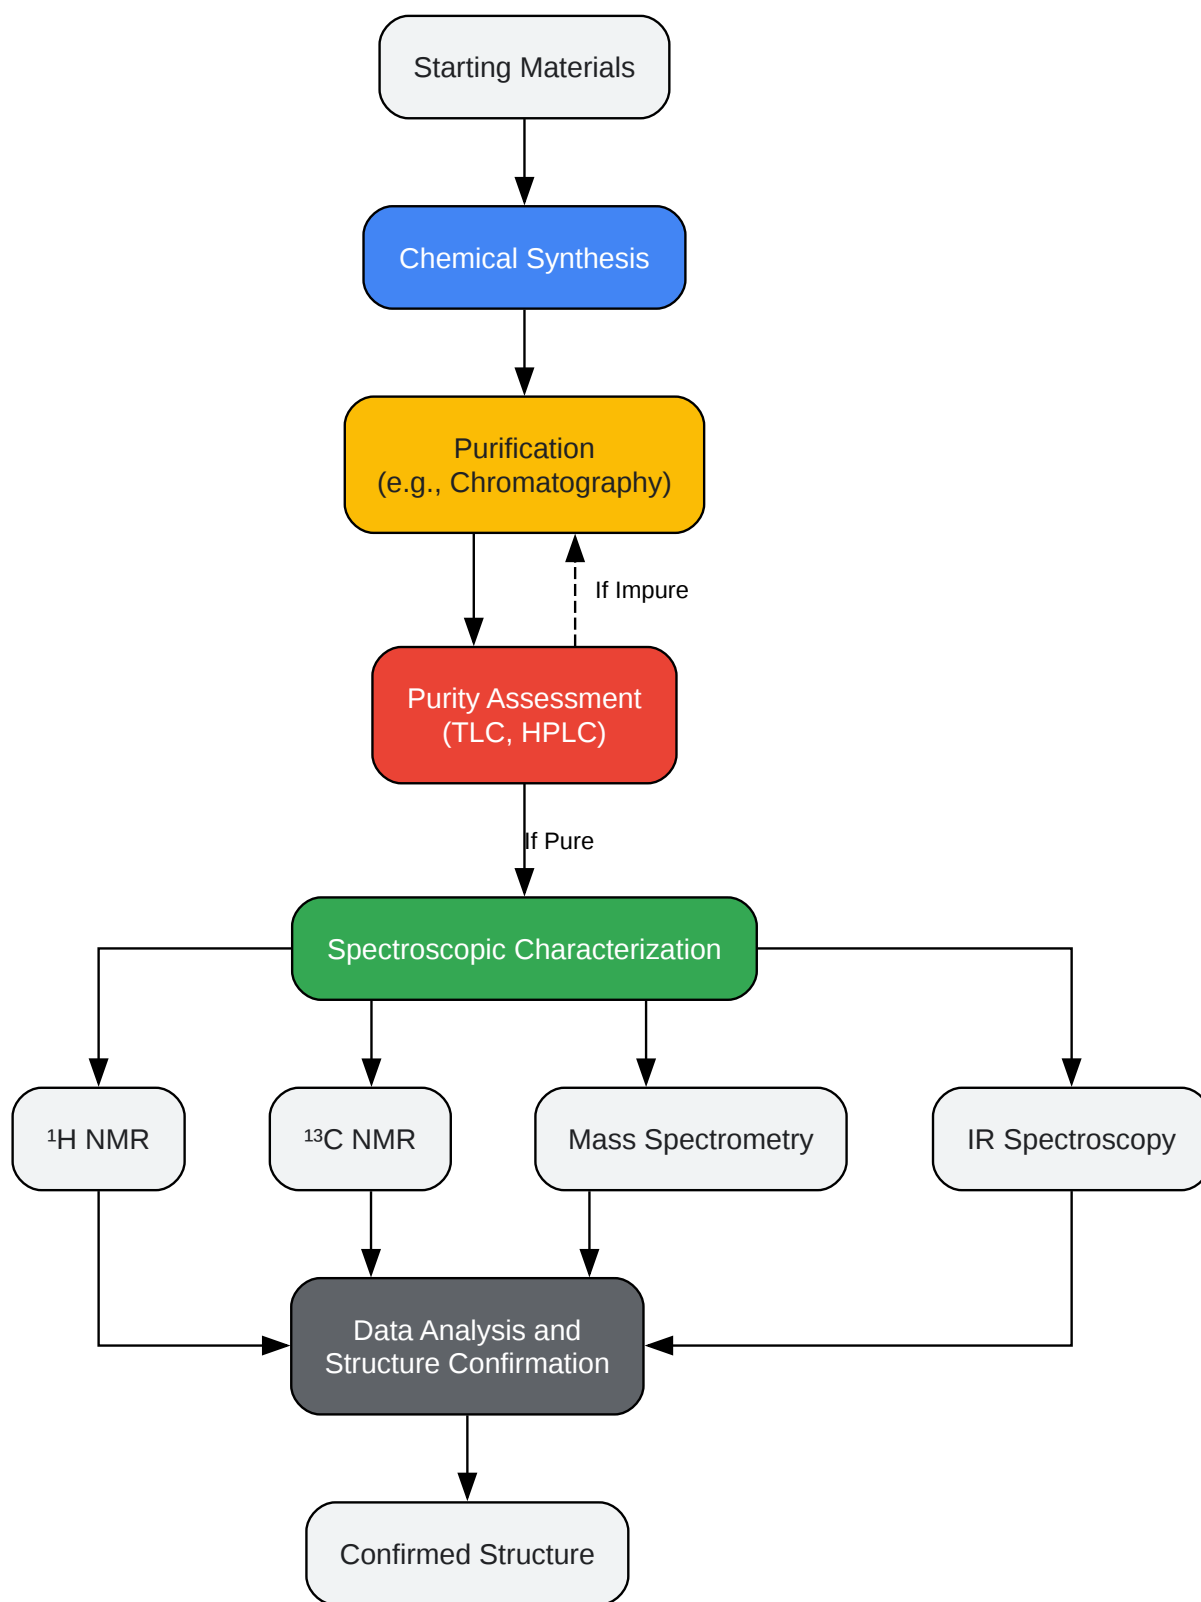 Starting Materials
Chemical Synthesis
Purification
(e.g., Chromatography)
If Impure
Purity Assessment
(TLC, HPLC)
If Pure
Spectroscopic Characterization
¹H NMR
¹³C NMR
Mass Spectrometry
IR Spectroscopy
Data Analysis and
Structure Confirmation
Confirmed Structure